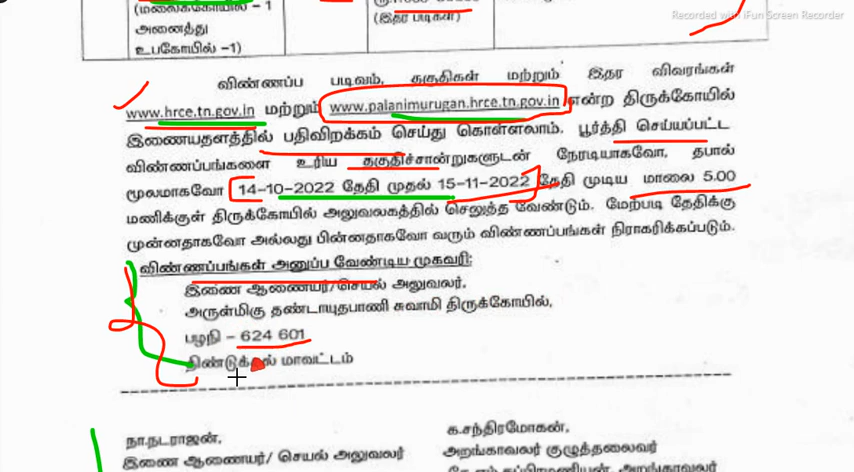 (மலைக்கோயில் – 1
அனைத்து
உபகோயில் –1)
(இதர படிகள்)
Recorded with iFun Screen Recorder
விண்ணப்ப படிவம், தகுதிகள் மற்றும் இதர விவரங்கள்
www.hrce.tn.gov.in மற்றும் www.palanimurugan.hrce.tn.gov.in என்ற திருக்கோயில்
இணையதளத்தில் பதிவிறக்கம் செய்து கொள்ளலாம். பூர்த்தி செய்யப்பட்ட
விண்ணப்பங்களை உரிய தகுதிச்சான்றுகளுடன் நேரடியாகவோ, தபால்
மூலமாகவோ 14–10–2022 தேதி முதல் 15–11–2022 தேதி முடிய மாலை 5.00
மணிக்குள் திருக்கோயில் அலுவலகத்தில் செலுத்த வேண்டும். மேற்படி தேதிக்கு
முன்னதாகவோ அல்லது பின்னதாகவோ வரும் விண்ணப்பங்கள் நிராகரிக்கப்படும்.
விண்ணப்பங்கள் அனுப்ப வேண்டிய முகவரி:
இணை ஆணையர்/செயல் அலுவலர்,
அருள்மிகு தண்டாயுதபாணி சுவாமி திருக்கோயில்,
பழநி – 624 601
திண்டுக்கல் மாவட்டம்
நா.நடராஜன்,
இணை ஆணையர்/ செயல் அலுவலர்
க.சந்திரமோகன்,
அறங்காவலர் குழுத்தலைவர்